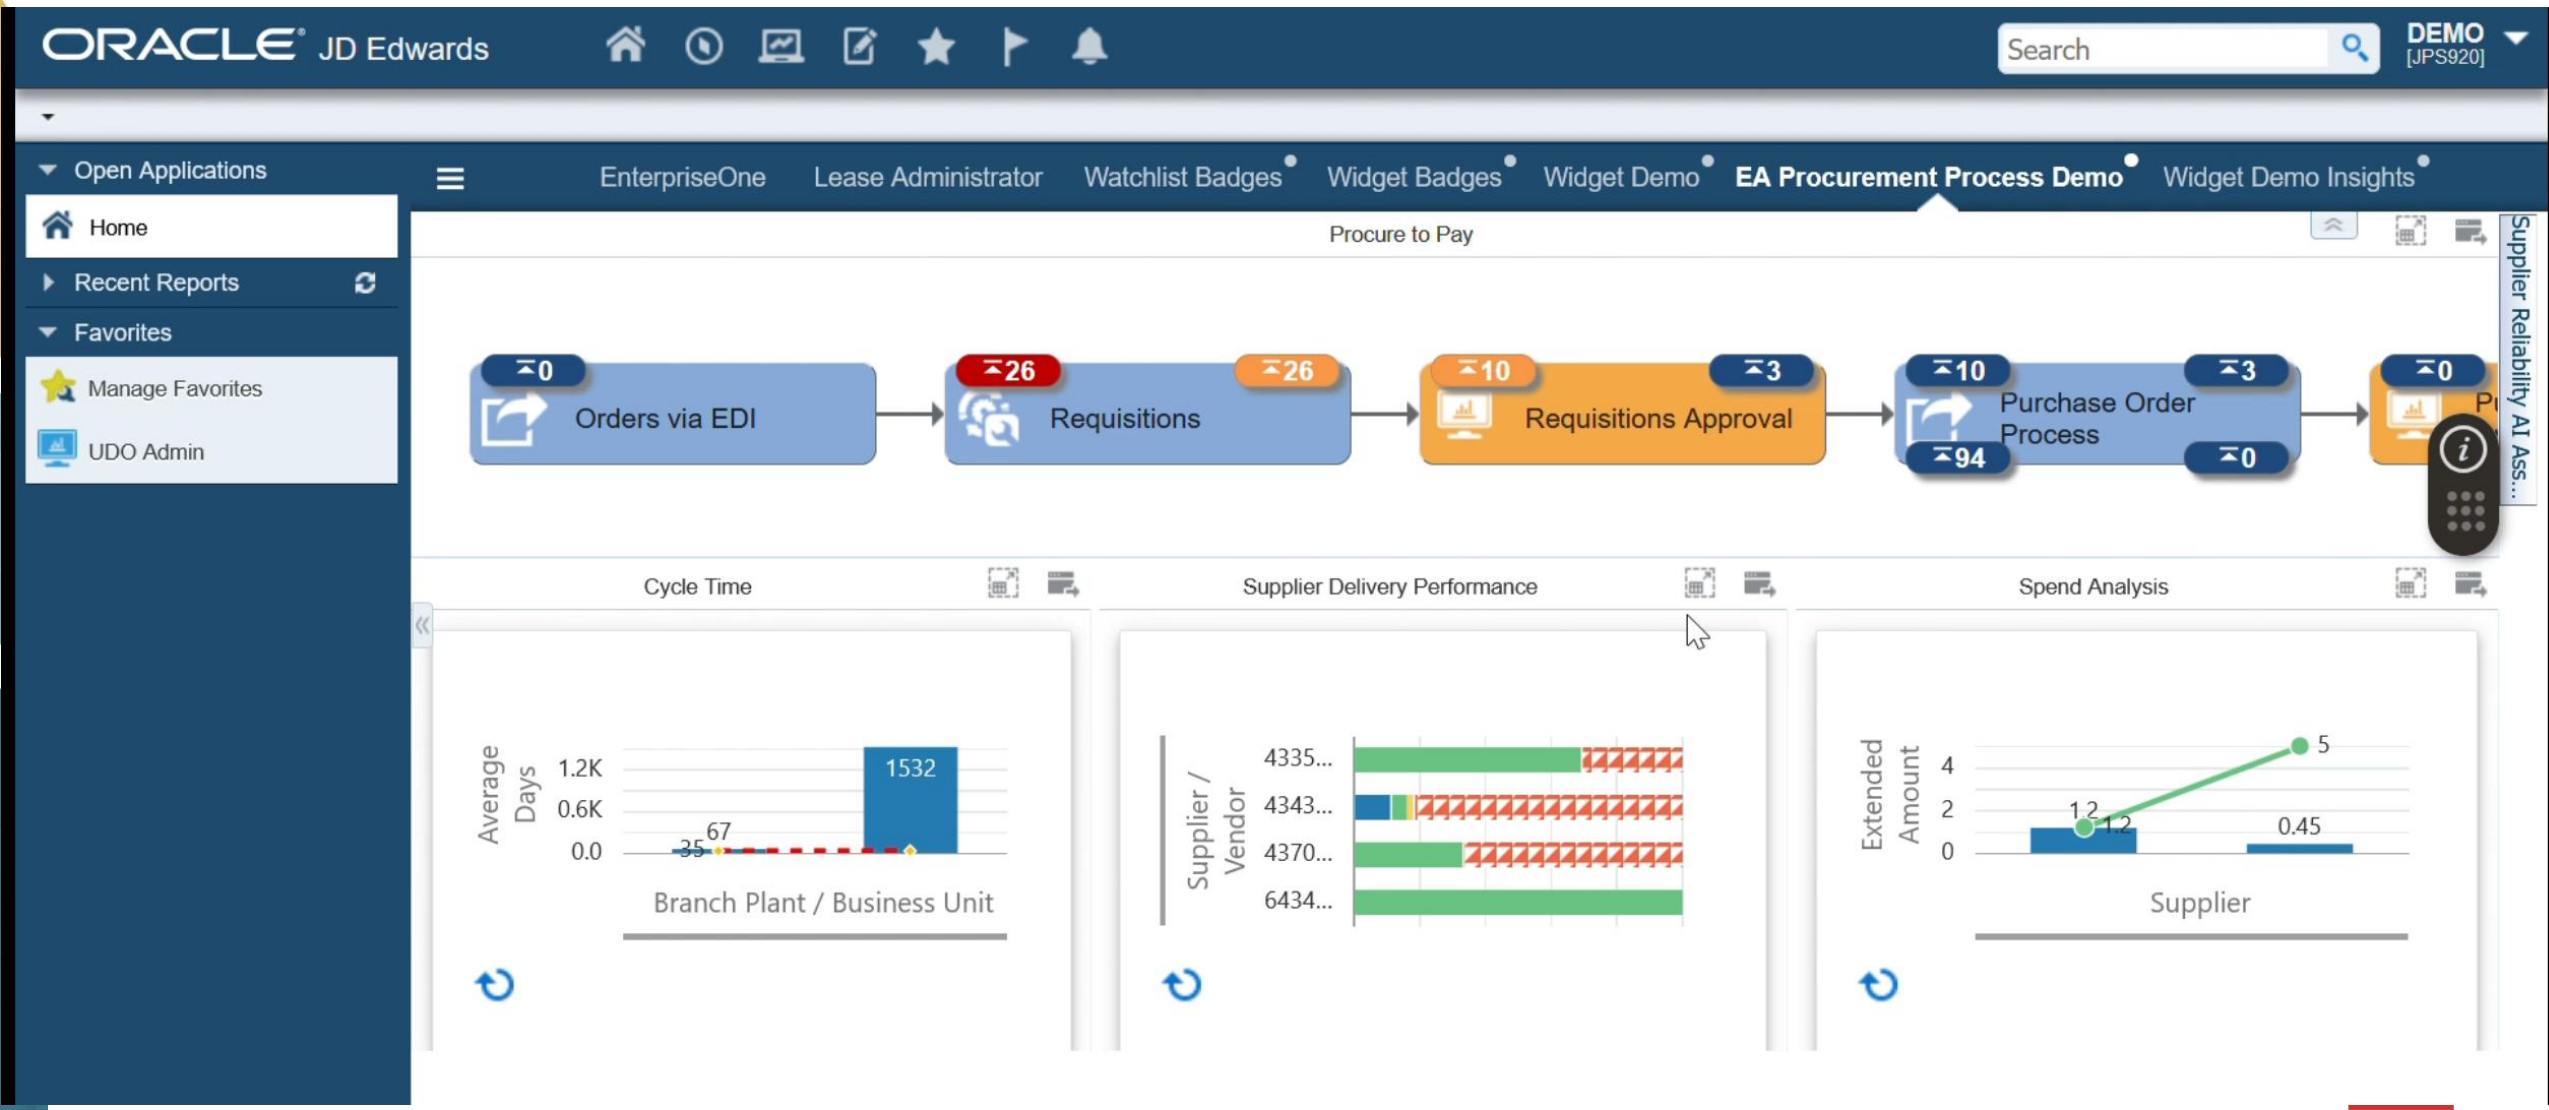 ORACLE® JD Edwards
Search
DEMO
[JPS920]
Open Applications
Home
Recent Reports
Favorites
Manage Favorites
UDO Admin
EnterpriseOne
Lease Administrator
Watchlist Badges
Widget Badges
Widget Demo
EA Procurement Process Demo
Widget Demo Insights
Procure to Pay
Supplier Reliability AI Ass...
0
Orders via EDI
26
26
Requisitions
10
3
Requisitions Approval
10
3
Purchase Order
Process
94
0
0
i
Cycle Time
Average
Days
1.2K
0.6K
0.0
35
67
1532
Branch Plant / Business Unit
Supplier Delivery Performance
Supplier /
Vendor
4335...
4343...
4370...
6434...
Spend Analysis
Extended
Amount
4
2
0
1.2
1.2
5
0.45
Supplier